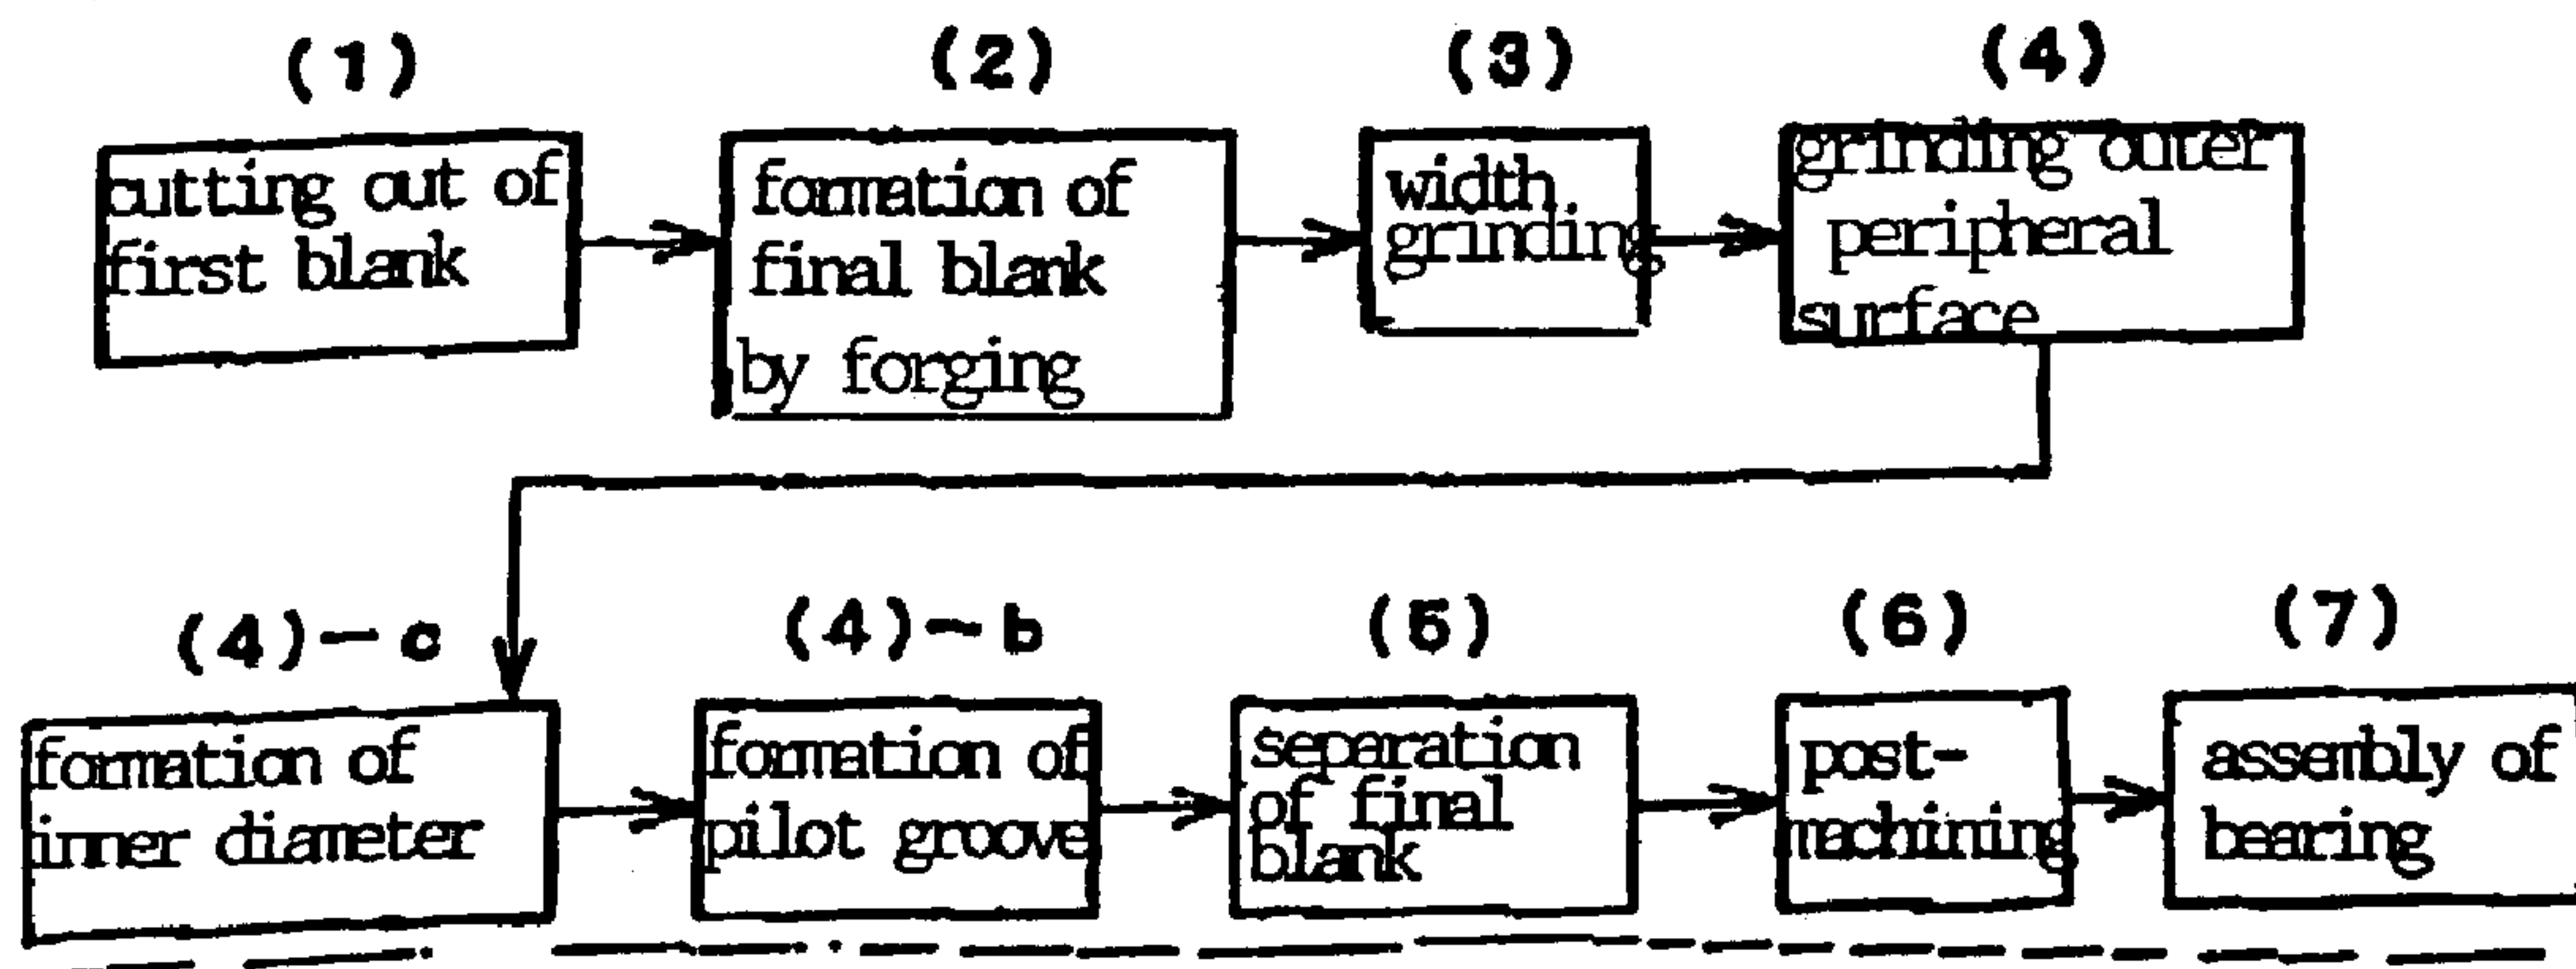 (1)
(2)
(3)
(4)
cutting out of
first blank
formation of
final blank
by forging
width
grinding
grinding outer
peripheral
surface
(4)-c
(4)-b
(5)
(6)
(7)
formation of
inner diameter
formation of
pilot groove
separation
of final
blank
post-
machining
assembly of
bearing